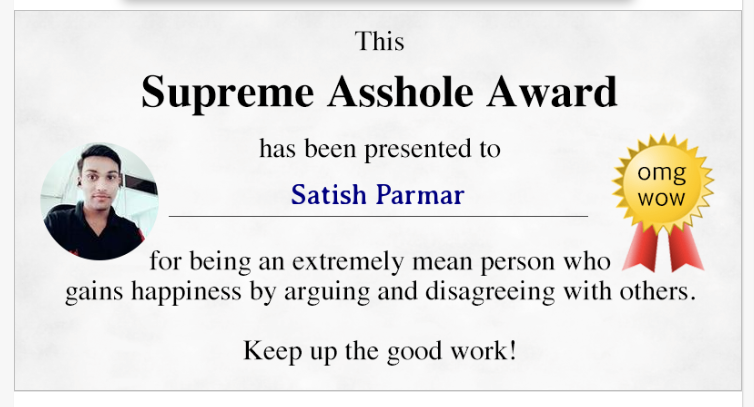 This
Supreme Asshole Award
has been presented to
Satish Parmar
omg
wow
for being an extremely mean person who
gains happiness by arguing and disagreeing with others.
Keep up the good work!